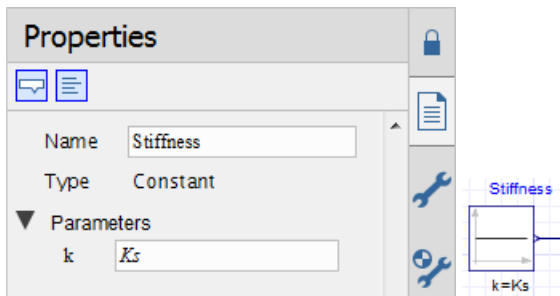 Properties
Name Stiffness
Type Constant
Parameters
k Ks
Stiffness
k=Ks